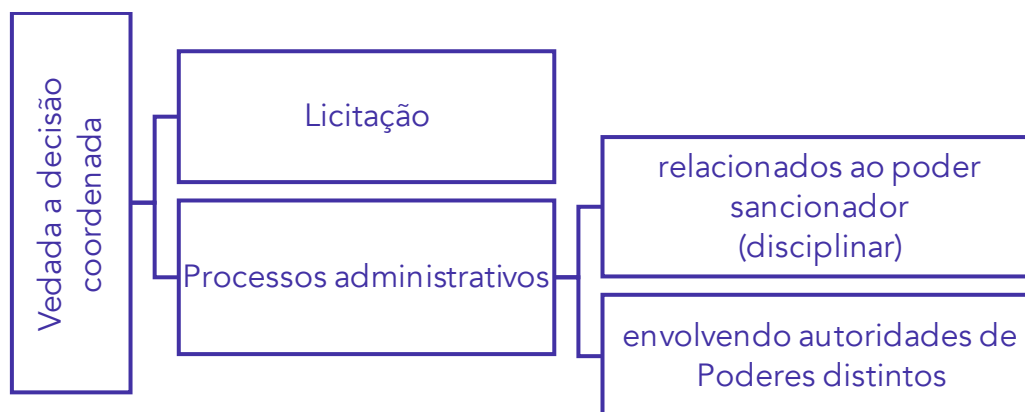 Vedada a decisão
coordenada
Licitação
Processos administrativos
relacionados ao poder
sancionador
(disciplinar)
envolvendo autoridades de
Poderes distintos